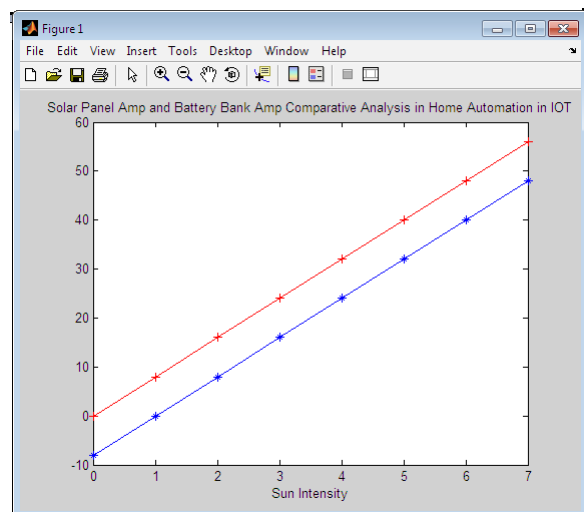 Figure 1
File Edit View Insert Tools Desktop Window Help
Solar Panel Amp and Battery Bank Amp Comparative Analysis in Home Automation in IOT
60
50
40
30
20
10
0
-10
0 1 2 3 4 5 6 7
Sun Intensity